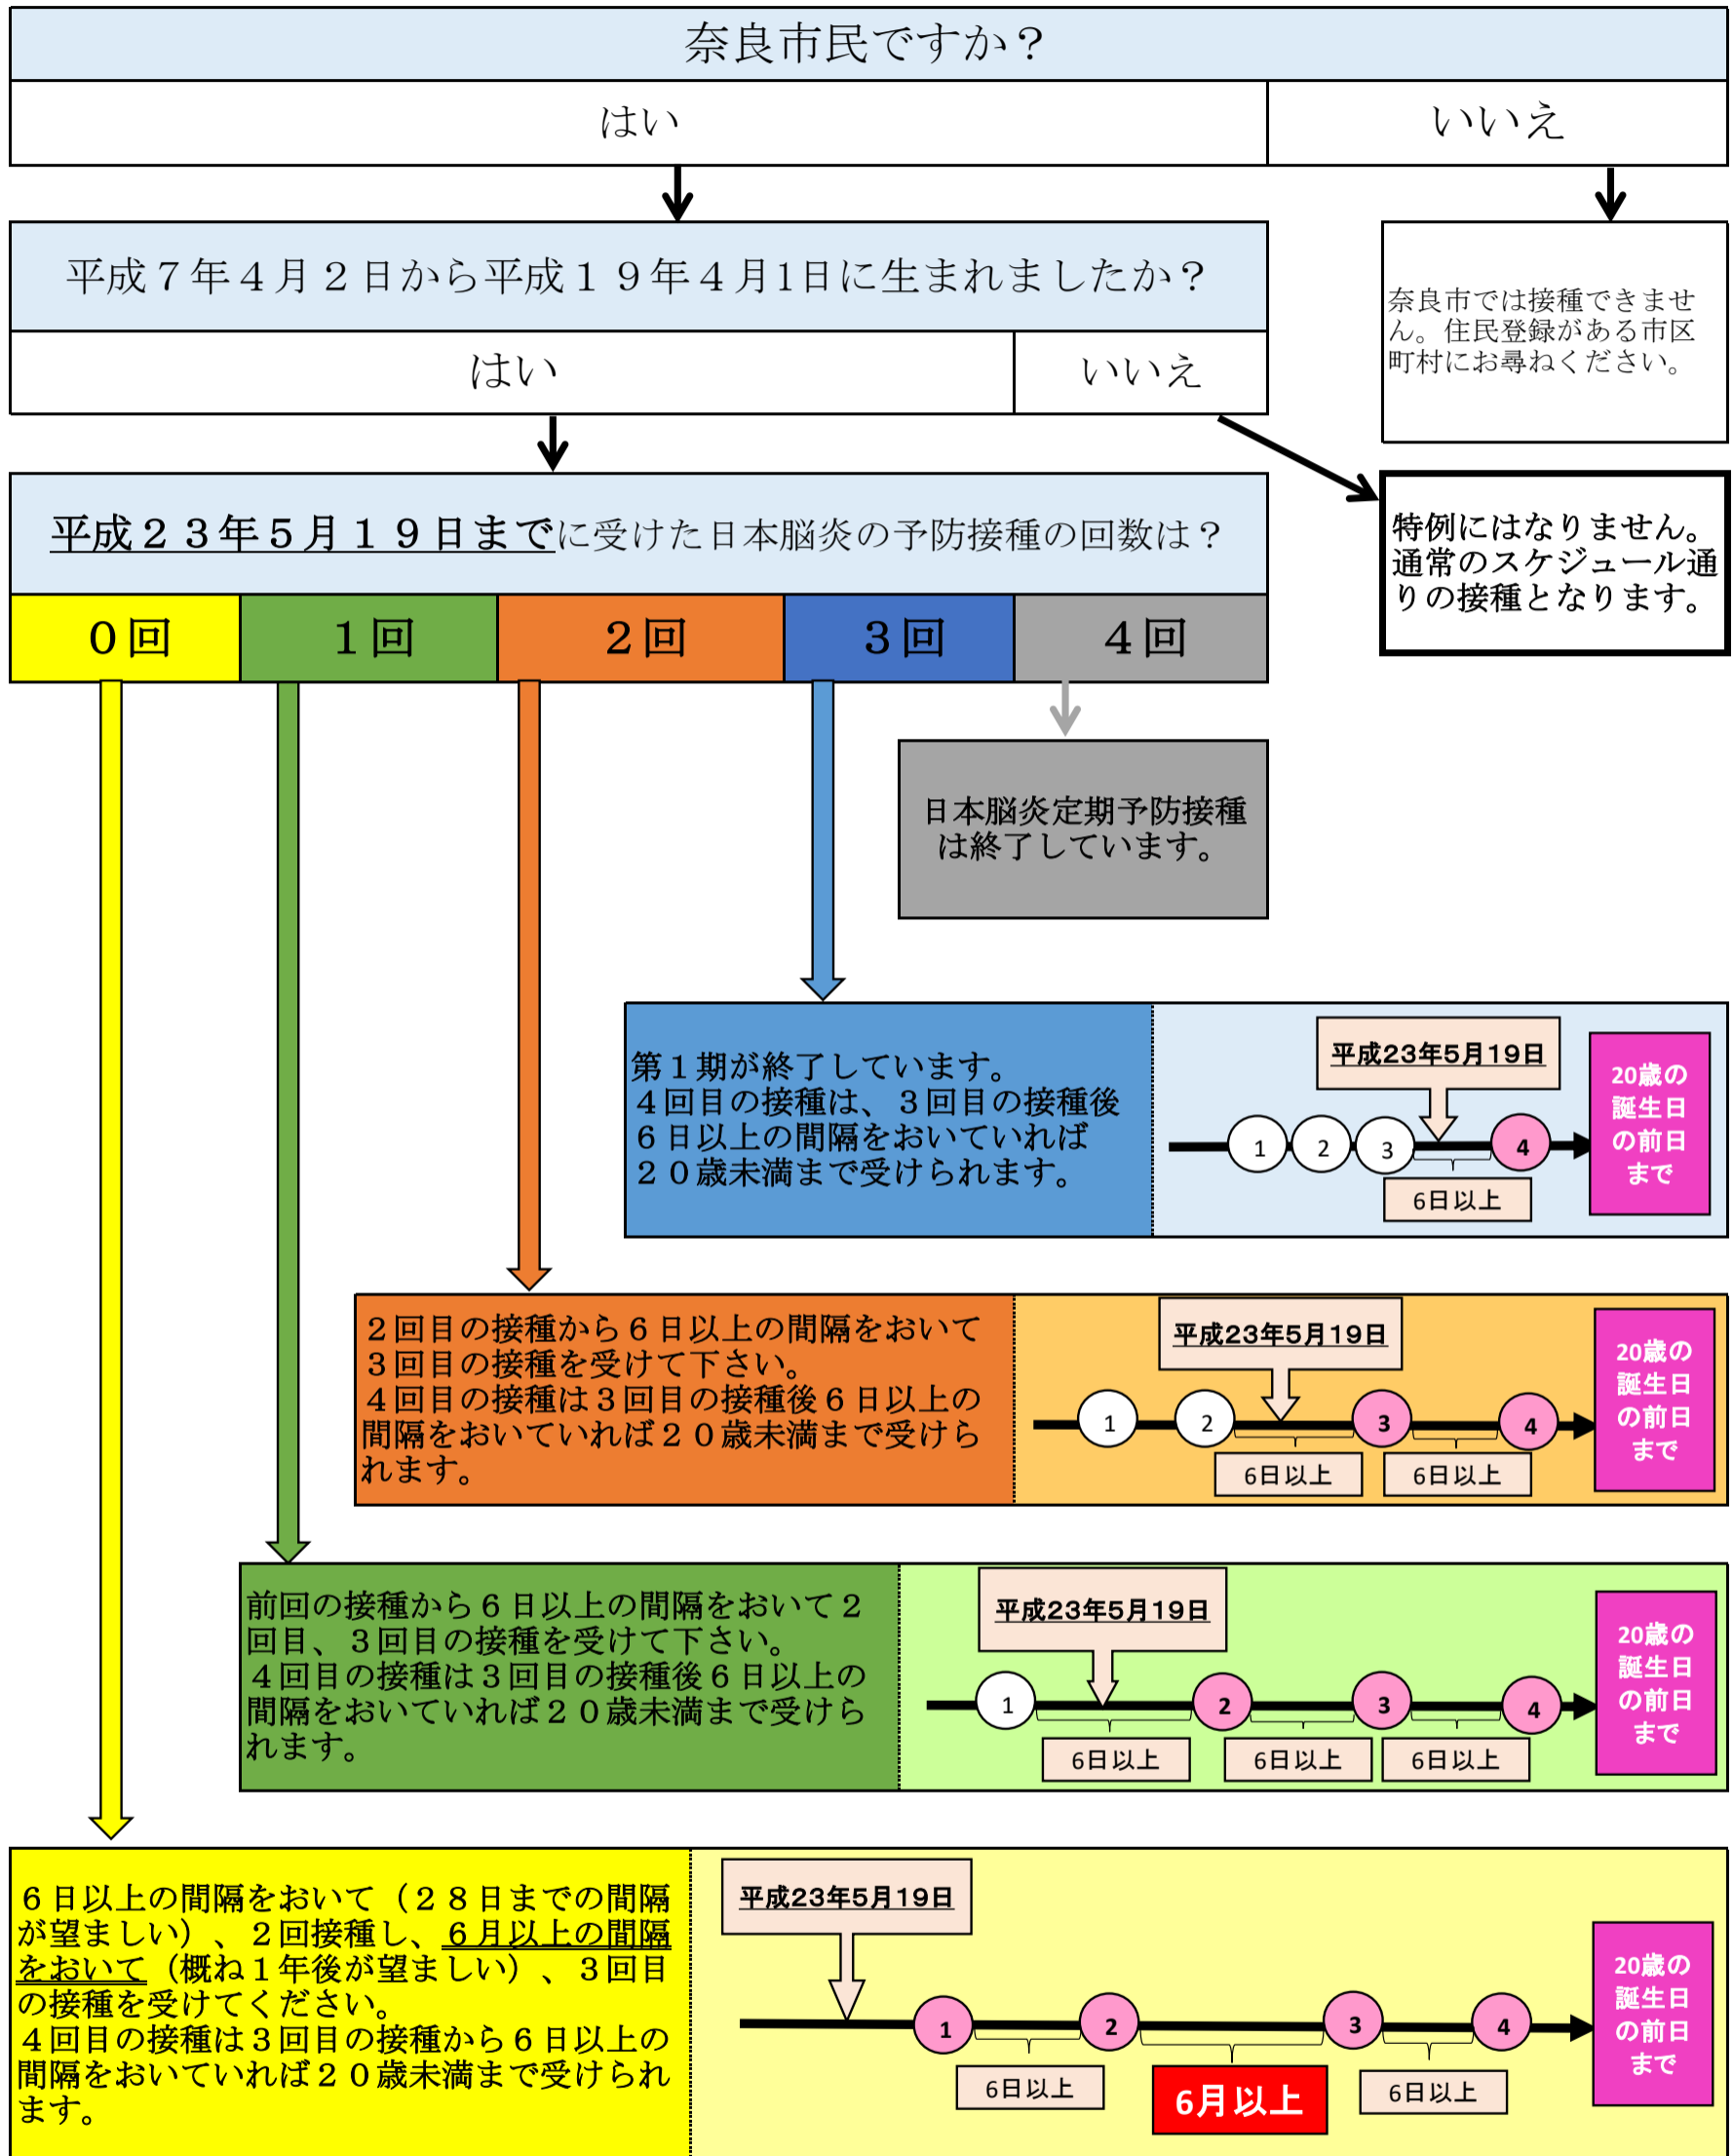 奈良市民ですか？
はい
いいえ
平成７年４月２日から平成１９年４月1日に生まれましたか？
はい
いいえ
奈良市では接種できませ
ん。住民登録がある市区
町村にお尋ねください。
平成２３年５月１９日までに受けた日本脳炎の予防接種の回数は？
特例にはなりません。
通常のスケジュール通
りの接種となります。
０回
１回
２回
３回
４回
日本脳炎定期予防接種
は終了しています。
第１期が終了しています。
４回目の接種は、３回目の接種後
６日以上の間隔をおいていれば
２０歳未満まで受けられます。
平成23年5月19日
1
2
3
4
6日以上
20歳の
誕生日
の前日
まで
２回目の接種から６日以上の間隔をおいて
３回目の接種を受けて下さい。
４回目の接種は３回目の接種後６日以上の
間隔をおいていれば２０歳未満まで受けら
れます。
平成23年5月19日
1
2
3
4
6日以上
6日以上
20歳の
誕生日
の前日
まで
前回の接種から６日以上の間隔をおいて２
回目、３回目の接種を受けて下さい。
４回目の接種は３回目の接種後６日以上の
間隔をおいていれば２０歳未満まで受けら
れます。
平成23年5月19日
1
2
3
4
6日以上
6日以上
6日以上
20歳の
誕生日
の前日
まで
６日以上の間隔をおいて（２８日までの間隔
が望ましい）、２回接種し、６月以上の間隔
をおいて（概ね１年後が望ましい）、３回目
の接種を受けてください。
４回目の接種は３回目の接種から６日以上の
間隔をおいていれば２０歳未満まで受けられ
ます。
平成23年5月19日
1
2
3
4
6日以上
6月以上
6日以上
20歳の
誕生日
の前日
まで